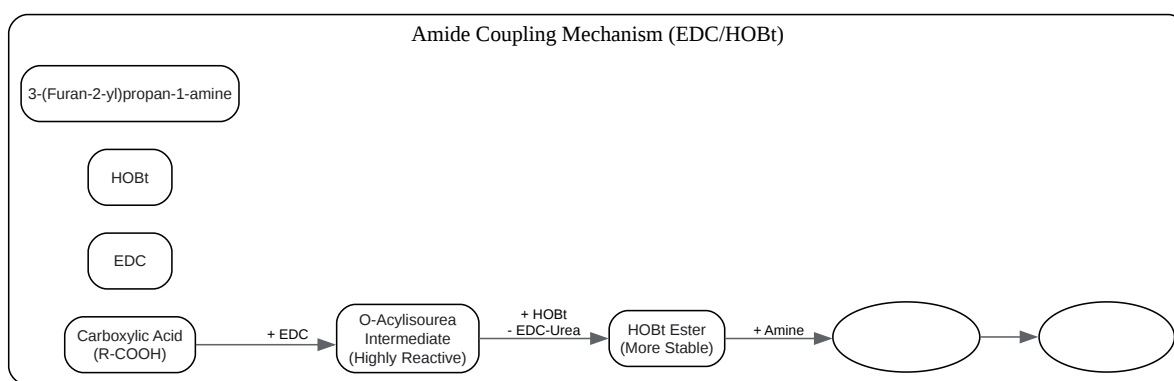 Amide Coupling Mechanism (EDC/HOBt)
3-(Furan-2-yl)propan-1-amine
HOBt
EDC
Carboxylic Acid
(R-COOH)
+ EDC
O-Acylisourea
Intermediate
(Highly Reactive)
+ HOBt
- EDC-Urea
HOBt Ester
(More Stable)
+ Amine